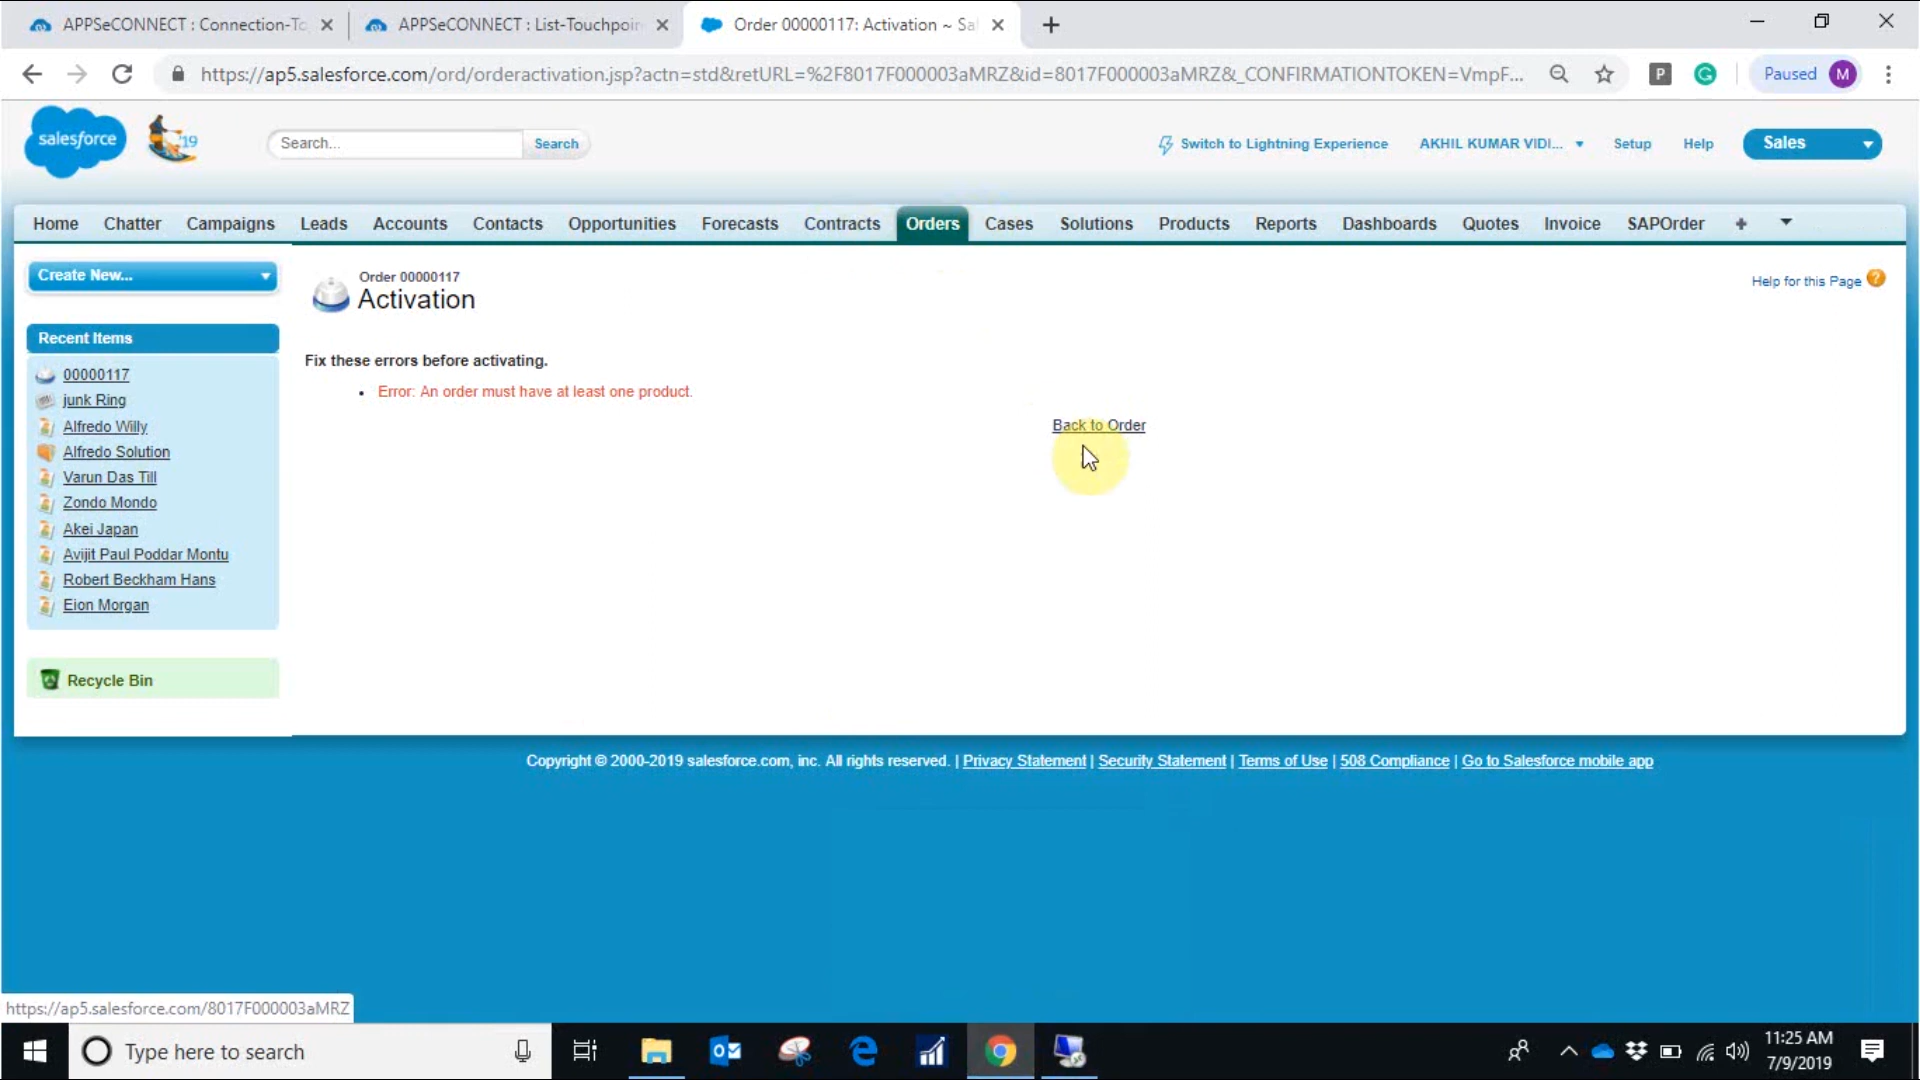 APPSeCONNECT : Connection-To
APPSeCONNECT : List-Touchpoin
Order 00000117: Activation ~ Sa
https://ap5.salesforce.com/ord/orderactivation.jsp?actn=std&retURL=%2F8017F000003aMRZ&id=8017F000003aMRZ&_CONFIRMATIONTOKEN=VmpF...
P
G
Paused
M
salesforce
19
Search...
Search
Switch to Lightning Experience
AKHIL KUMAR VIDI...
Setup
Help
Sales
Home
Chatter
Campaigns
Leads
Accounts
Contacts
Opportunities
Forecasts
Contracts
Orders
Cases
Solutions
Products
Reports
Dashboards
Quotes
Invoice
SAPOrder
Create New...
Order 00000117
Activation
Help for this Page
Recent Items
00000117
junk Ring
Alfredo Willy
Alfredo Solution
Varun Das Till
Zondo Mondo
Akei Japan
Avijit Paul Poddar Montu
Robert Beckham Hans
Eion Morgan
Recycle Bin
Fix these errors before activating.
• Error: An order must have at least one product.
Back to Order
Copyright © 2000-2019 salesforce.com, inc. All rights reserved. | Privacy Statement | Security Statement | Terms of Use | 508 Compliance | Go to Salesforce mobile app
https://ap5.salesforce.com/8017F000003aMRZ
Type here to search
11:25 AM
7/9/2019